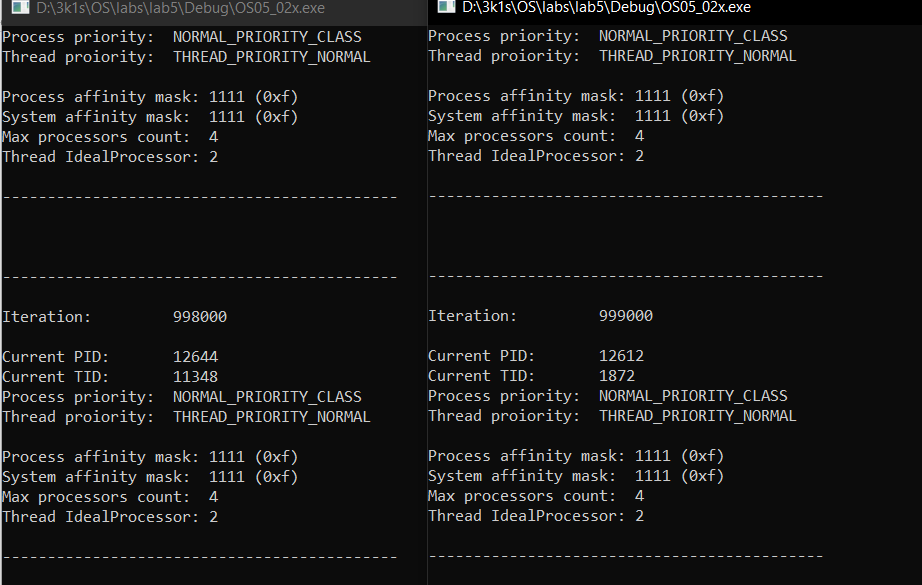 D:\3k1s\OS\labs\lab5\Debug\OS05_02x.exe
Process priority:  NORMAL_PRIORITY_CLASS
Thread proiority:  THREAD_PRIORITY_NORMAL
Process affinity mask: 1111 (0xf)
System affinity mask:  1111 (0xf)
Max processors count:  4
Thread IdealProcessor: 2
--------------------------------------------
--------------------------------------------
Iteration:         998000
Current PID:       12644
Current TID:       11348
Process priority:  NORMAL_PRIORITY_CLASS
Thread proiority:  THREAD_PRIORITY_NORMAL
Process affinity mask: 1111 (0xf)
System affinity mask:  1111 (0xf)
Max processors count:  4
Thread IdealProcessor: 2
--------------------------------------------
D:\3k1s\OS\labs\lab5\Debug\OS05_02x.exe
Process priority:  NORMAL_PRIORITY_CLASS
Thread proiority:  THREAD_PRIORITY_NORMAL
Process affinity mask: 1111 (0xf)
System affinity mask:  1111 (0xf)
Max processors count:  4
Thread IdealProcessor: 2
--------------------------------------------
--------------------------------------------
Iteration:         999000
Current PID:       12612
Current TID:       1872
Process priority:  NORMAL_PRIORITY_CLASS
Thread proiority:  THREAD_PRIORITY_NORMAL
Process affinity mask: 1111 (0xf)
System affinity mask:  1111 (0xf)
Max processors count:  4
Thread IdealProcessor: 2
--------------------------------------------